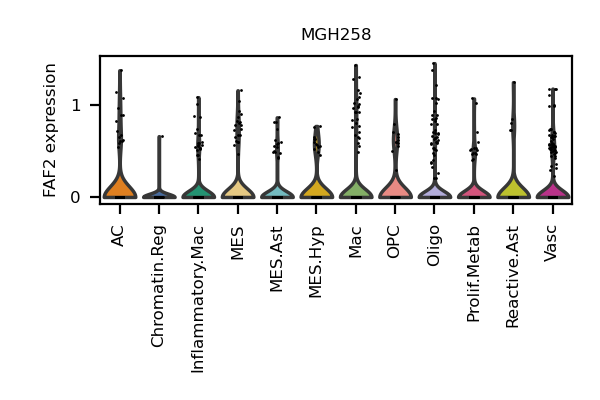 MGH258
FAF2 expression
1
0
AC
Chromatin.Reg
Inflammatory.Mac
MES
MES.Ast
MES.Hyp
Mac
OPC
Oligo
Prolif.Metab
Reactive.Ast
Vasc